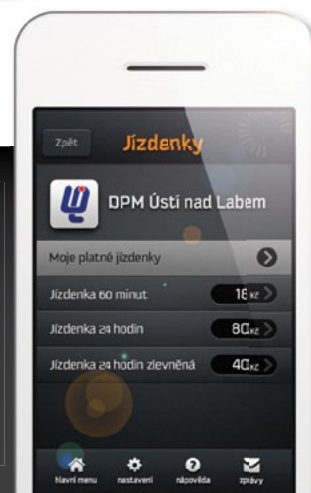 Zpět
Jízdenky
DPM Ústí nad Labem
Moje platné jízdenky
Jízdenka 60 minut 18 Kč
Jízdenka 24 hodin 80 Kč
Jízdenka 24 hodin zlevněná 40 Kč
hlavní menu nastavení nápověda zprávy